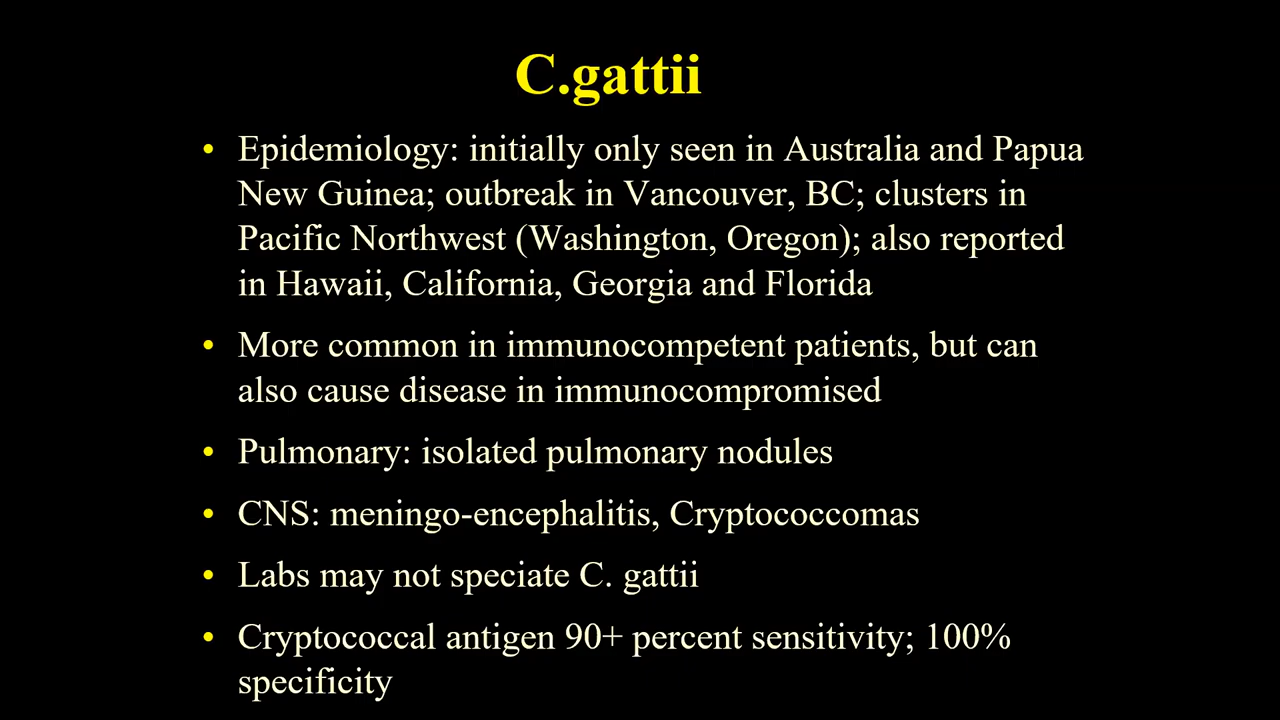 C.gattii
• Epidemiology: initially only seen in Australia and Papua
New Guinea; outbreak in Vancouver, BC; clusters in
Pacific Northwest (Washington, Oregon); also reported
in Hawaii, California, Georgia and Florida
• More common in immunocompetent patients, but can
also cause disease in immunocompromised
• Pulmonary: isolated pulmonary nodules
• CNS: meningo-encephalitis, Cryptococcomas
• Labs may not speciate C. gattii
• Cryptococcal antigen 90+ percent sensitivity; 100%
specificity